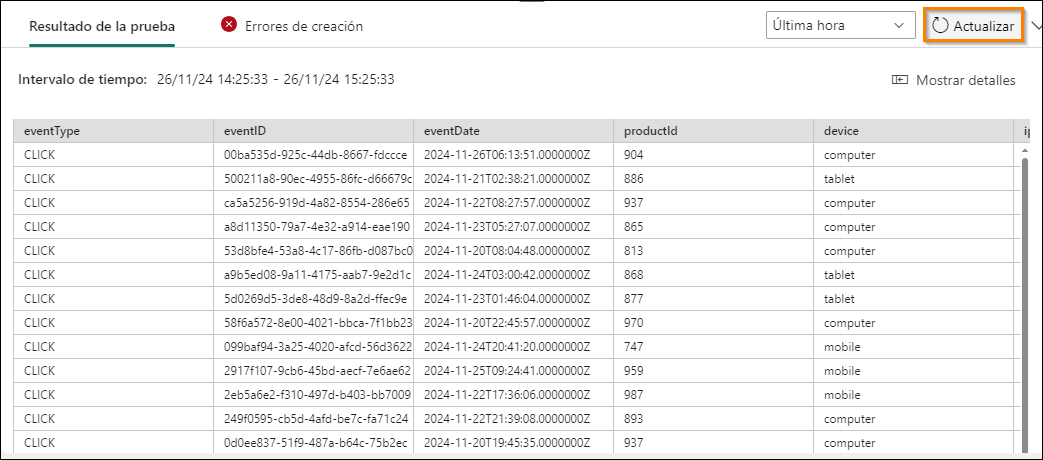 Resultado de la prueba Errores de creación Última hora Actualizar
Intervalo de tiempo: 26/11/24 14:25:33 - 26/11/24 15:25:33 Mostrar detalles
eventType eventID eventDate productId device ip
CLICK 00ba535d-925c-44db-8667-fdccce 2024-11-26T06:13:51.0000000Z 904 computer
CLICK 500211a8-90ec-4955-86fc-d66679c 2024-11-21T02:38:21.0000000Z 886 tablet
CLICK ca5a5256-919d-4a82-8554-286e65 2024-11-22T08:27:57.0000000Z 937 computer
CLICK a8d11350-79a7-4e32-a914-eae190 2024-11-23T05:27:07.0000000Z 865 computer
CLICK 53d8bfe4-53a8-4c17-86fb-d087bc0 2024-11-20T08:04:48.0000000Z 813 computer
CLICK a9b5ed08-9a11-4175-aab7-9e2d1c 2024-11-24T03:00:42.0000000Z 868 tablet
CLICK 5d0269d5-3de8-48d9-8a2d-ffec9e 2024-11-23T01:46:04.0000000Z 877 tablet
CLICK 58f6a572-8e00-4021-bbca-7f1bb23 2024-11-20T22:45:57.0000000Z 970 computer
CLICK 099baf94-3a25-4020-afcd-56d3622 2024-11-24T20:41:20.0000000Z 747 mobile
CLICK 2917f107-9cb6-45bd-aecf-7e6ae62 2024-11-25T09:24:41.0000000Z 959 mobile
CLICK 2eb5a6e2-f310-497d-b403-bb7009 2024-11-22T17:36:06.0000000Z 987 mobile
CLICK 249f0595-cb5d-4afd-be7c-fa71c24 2024-11-22T21:39:08.0000000Z 893 computer
CLICK 0d0ee837-51f9-487a-b64c-75b2ec 2024-11-20T19:45:35.0000000Z 937 computer